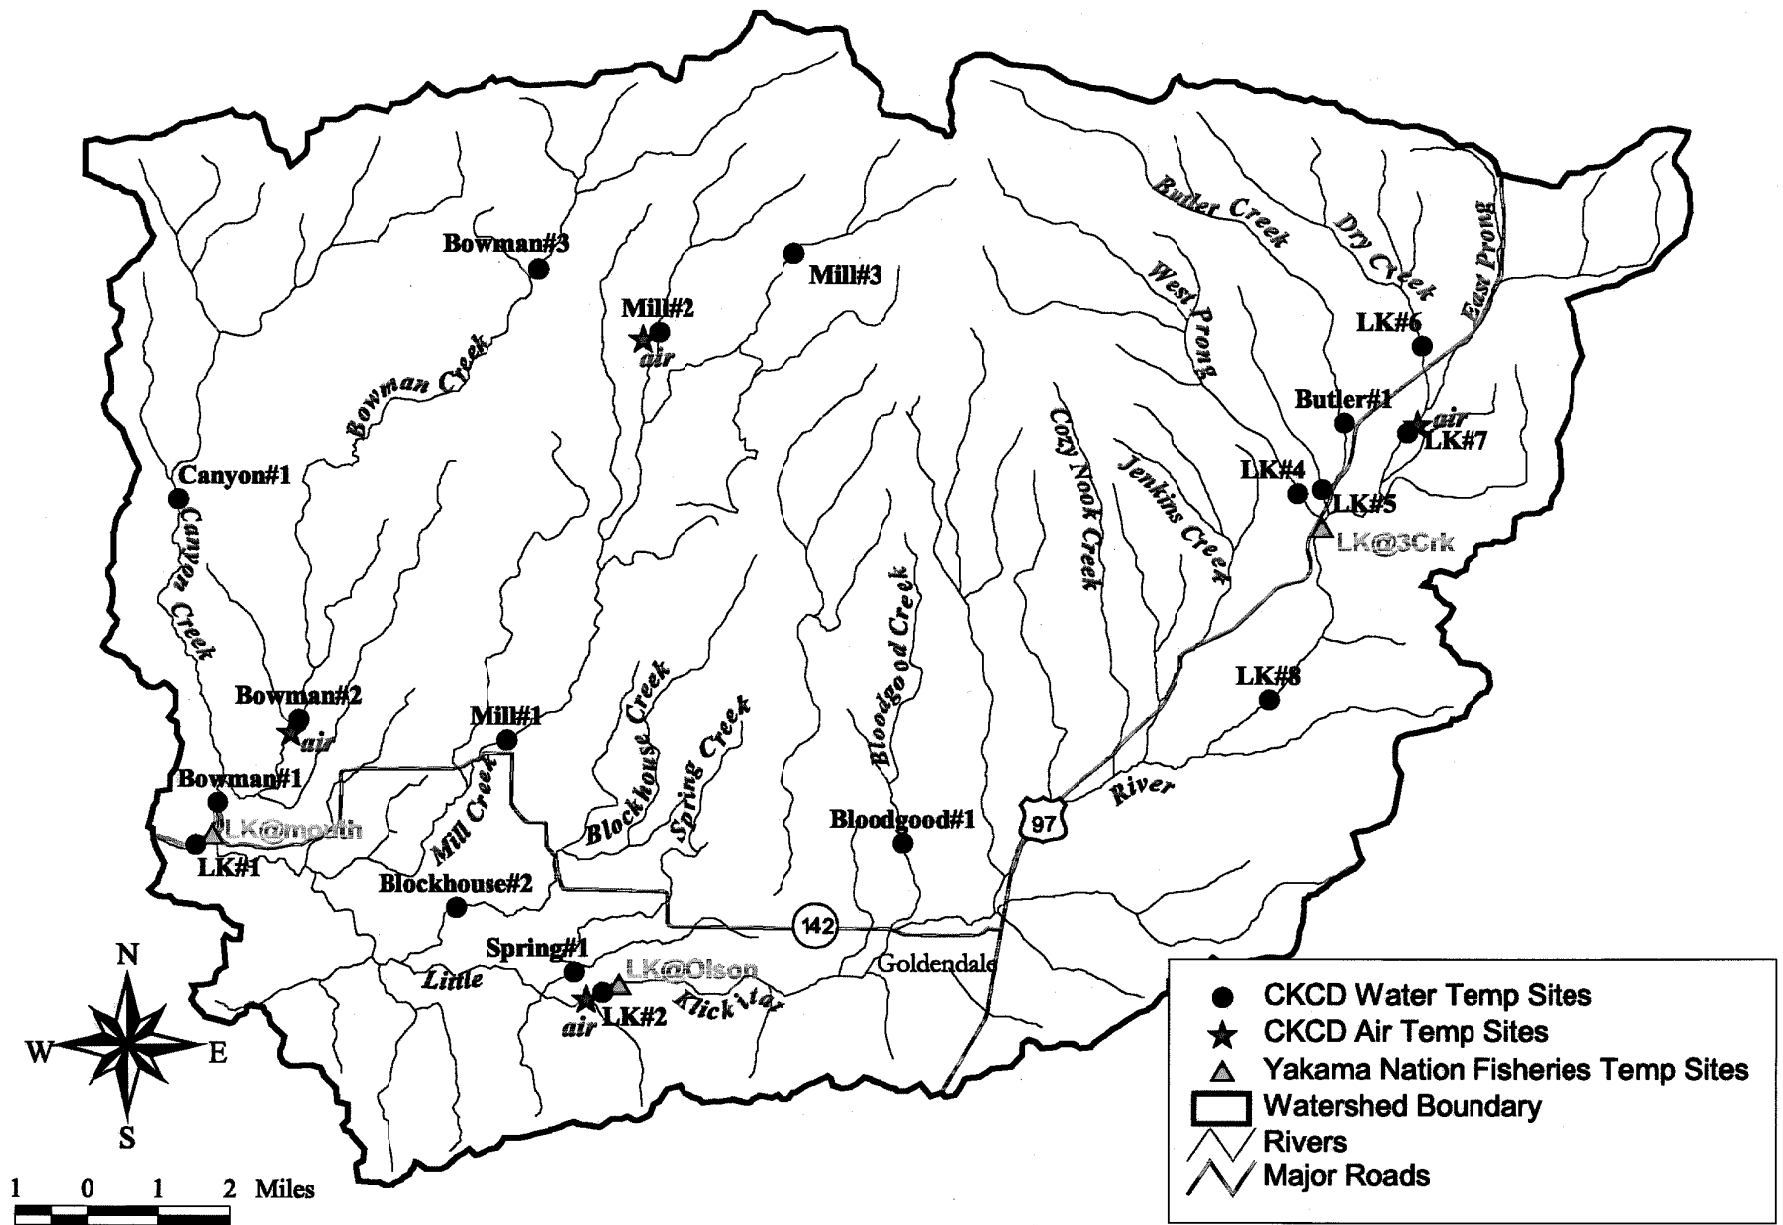 Butler Creek
Dry Creek
East Prong
Bowman#3
Mill#3
West Prong
Mill#2
air
LK#6
Bowman Creek
Butler#1
air
LK#7
Cozy Nook Creek
Jenkins Creek
Canyon#1
LK#4
LK#5
LK@3Crk
Canyon Creek
Bloodgood Creek
Bowman#2
air
Mill#1
Blockhouse Creek
Spring Creek
LK#8
Bowman#1
LK@mouth
LK#1
Mill Creek
River
97
Bloodgood#1
Blockhouse#2
142
Spring#1
LK@Olson
Goldendale
Little
Klickitat
air
LK#2
N
W
E
S
1 0 1 2 Miles
CKCD Water Temp Sites
CKCD Air Temp Sites
Yakama Nation Fisheries Temp Sites
Watershed Boundary
Rivers
Major Roads